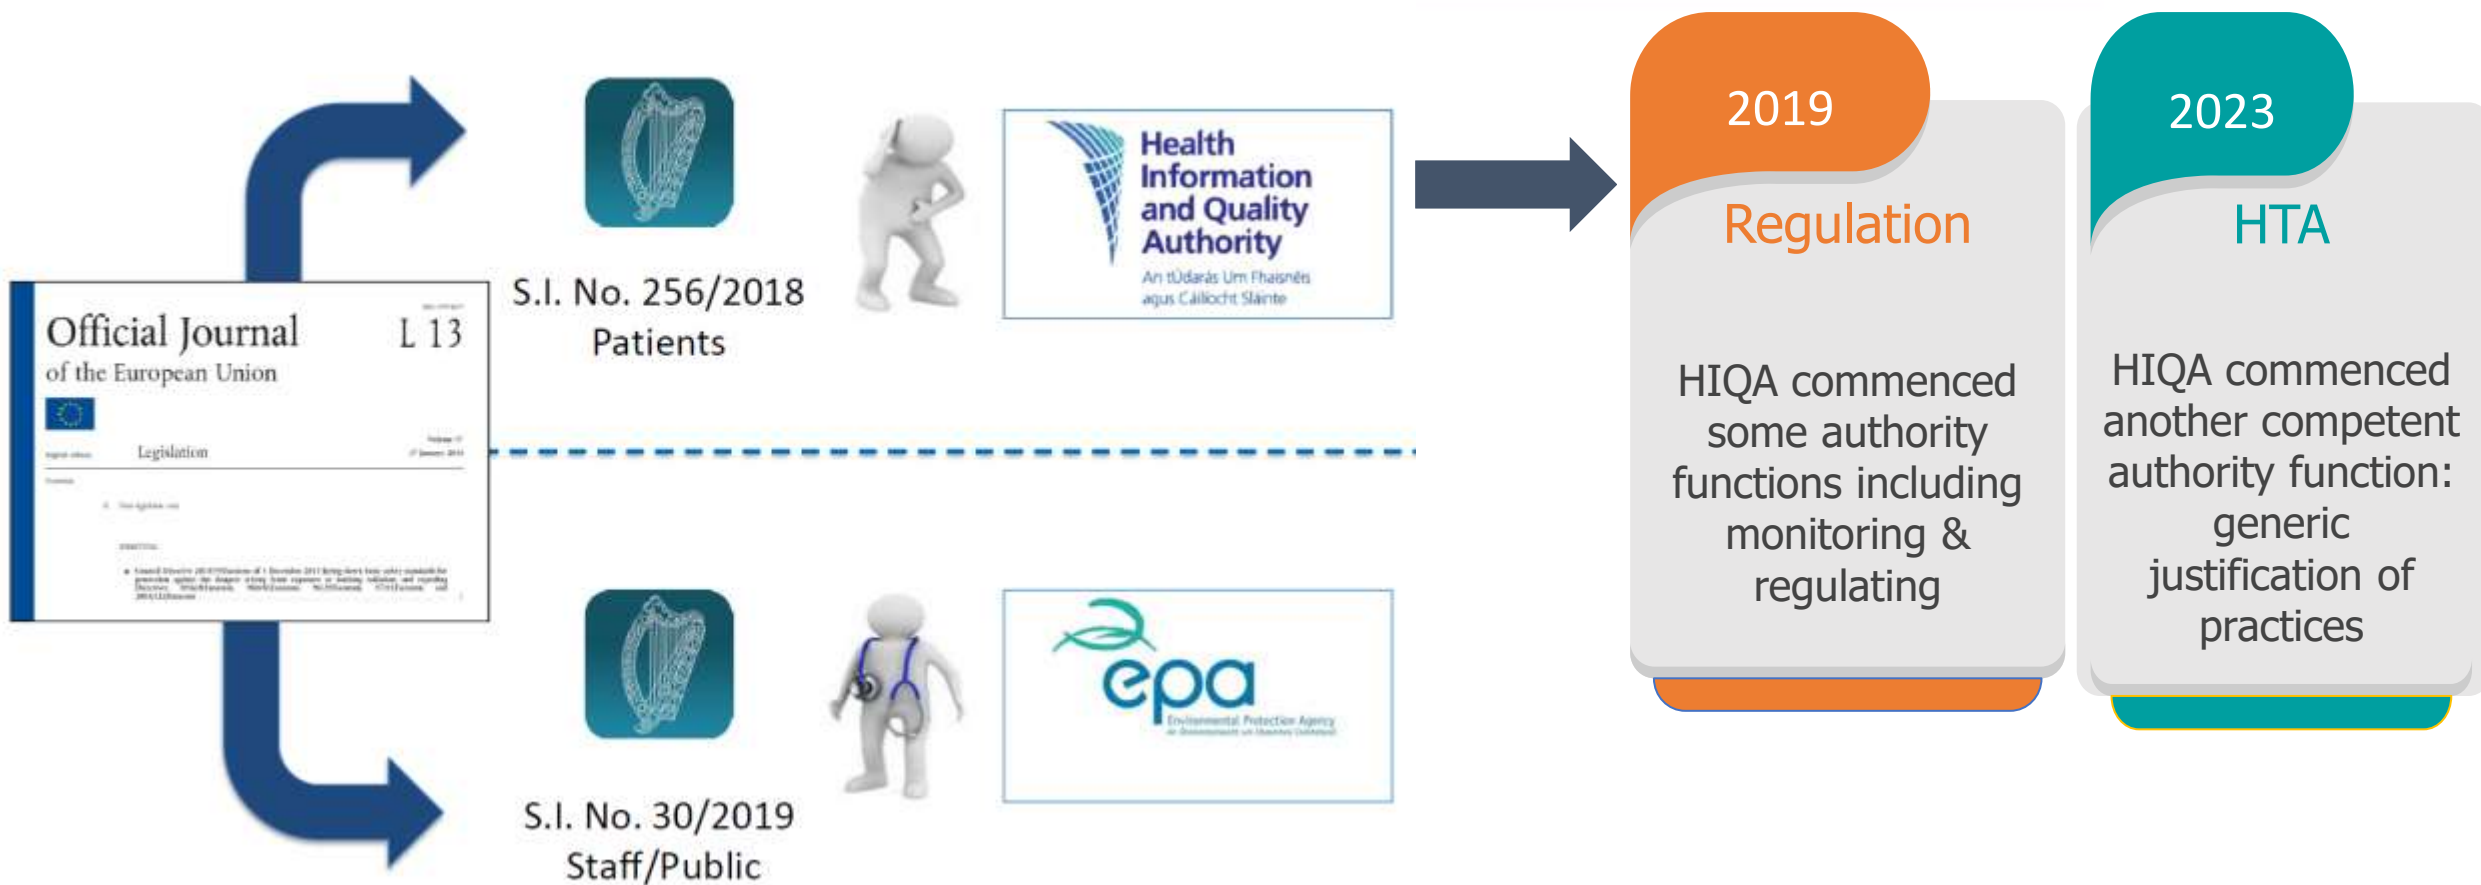 Official Journal
L 13
of the European Union
Legislation
S.I. No. 256/2018
Patients
Health
Information
and Quality
Authority
An tÚdarás Um Fhaisnéis
agus Cáilíocht Sláinte
S.I. No. 30/2019
Staff/Public
epa
Environmental Protection Agency
2019
Regulation
HIQA commenced
some authority
functions including
monitoring &
regulating
2023
HTA
HIQA commenced
another competent
authority function:
generic
justification of
practices